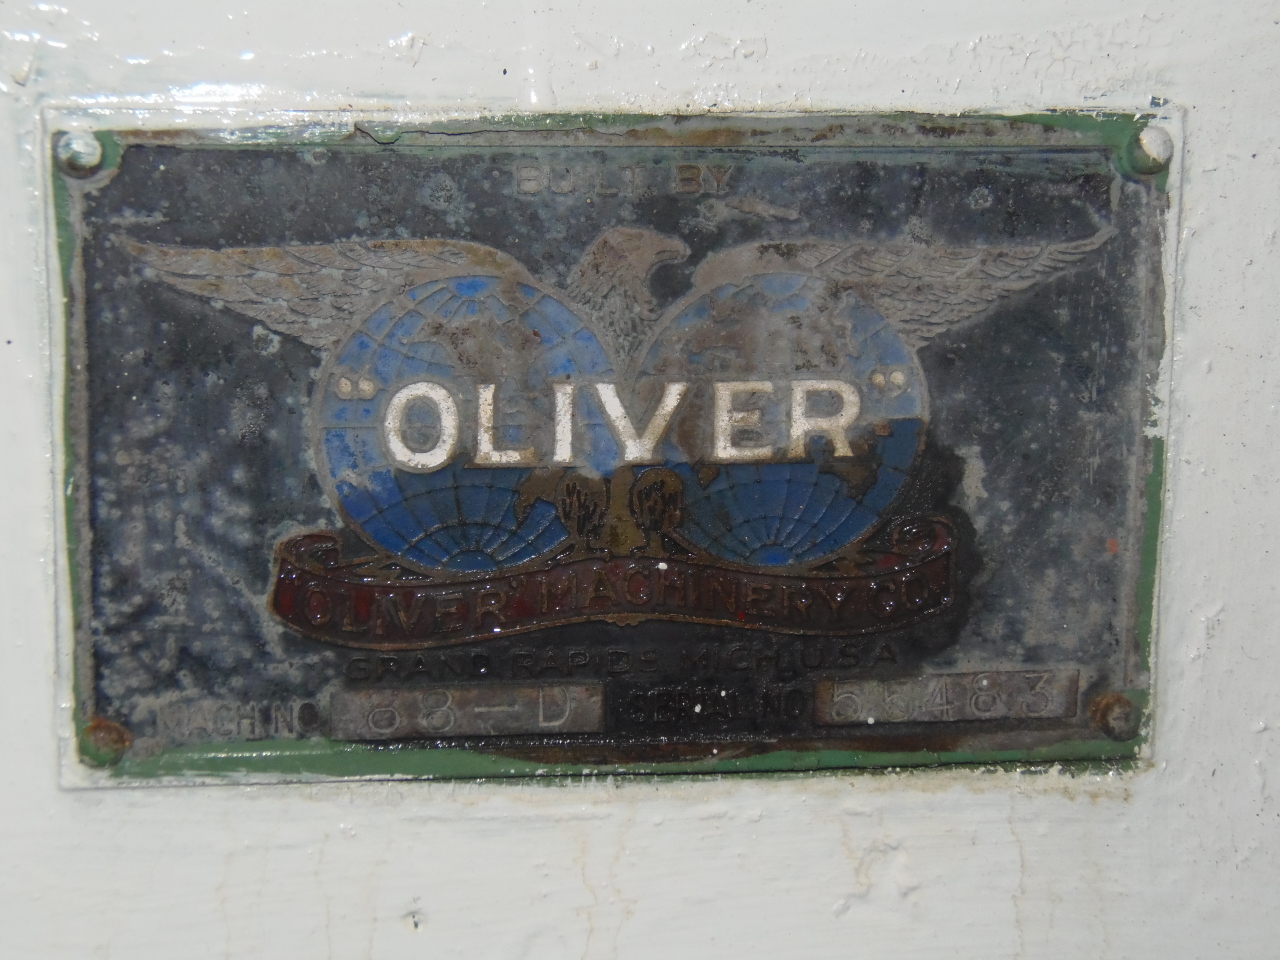 BUILT BY
"OLIVER"
"OLIVER" MACHINERY CO.
GRAND RAPIDS MICH. U.S.A
MACH. NO. 88-D SERIAL NO 55483